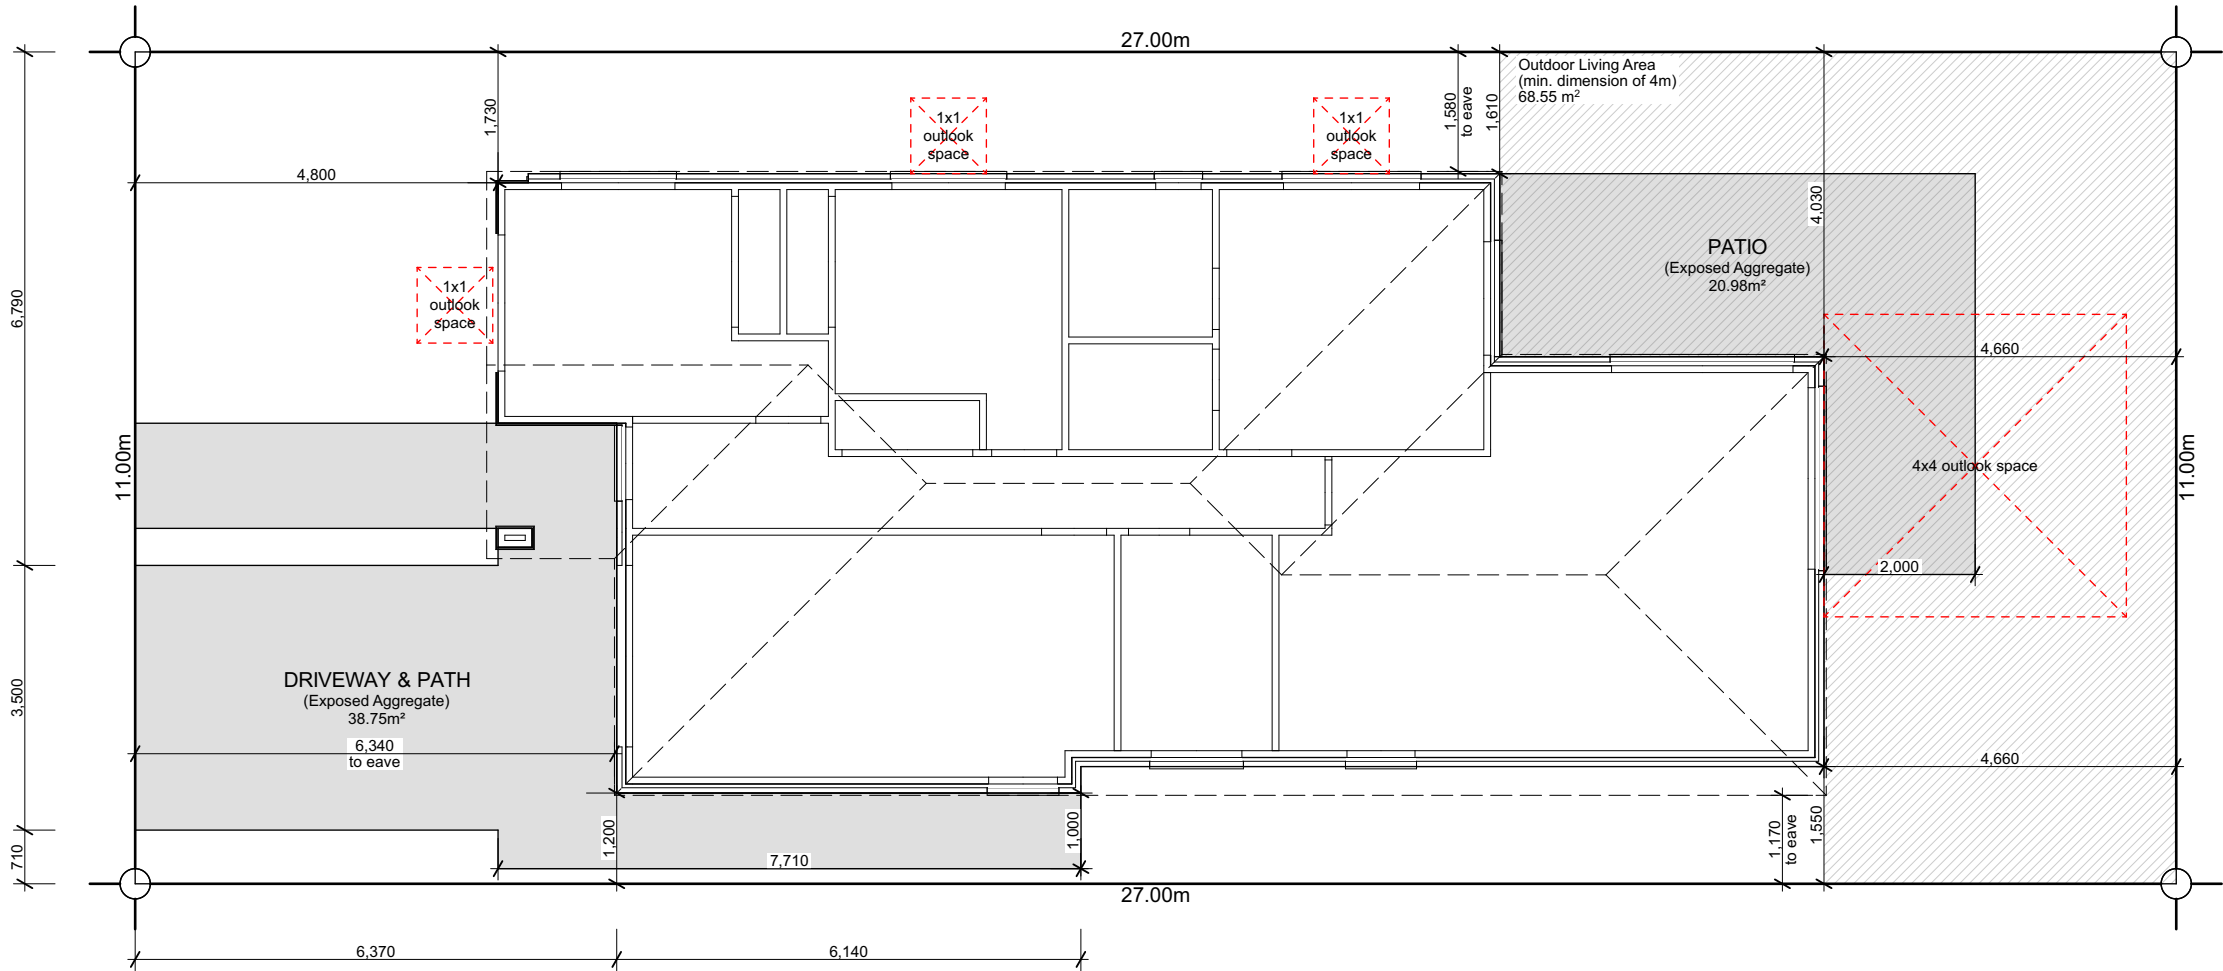 27.00m
Outdoor Living Area
(min. dimension of 4m)
68.55 m²
1,730
1,580
to eave
1,610
1x1
outlook
space
1x1
outlook
space
4,800
4,030
6,790
PATIO
(Exposed Aggregate)
20.98m²
1x1
outlook
space
4,660
11.00m
4x4 outlook space
11.00m
2,000
3,500
DRIVEWAY & PATH
(Exposed Aggregate)
38.75m²
6,340
to eave
4,660
710
1,200
7,710
1,000
1,170
to eave
1,550
27.00m
6,370
6,140